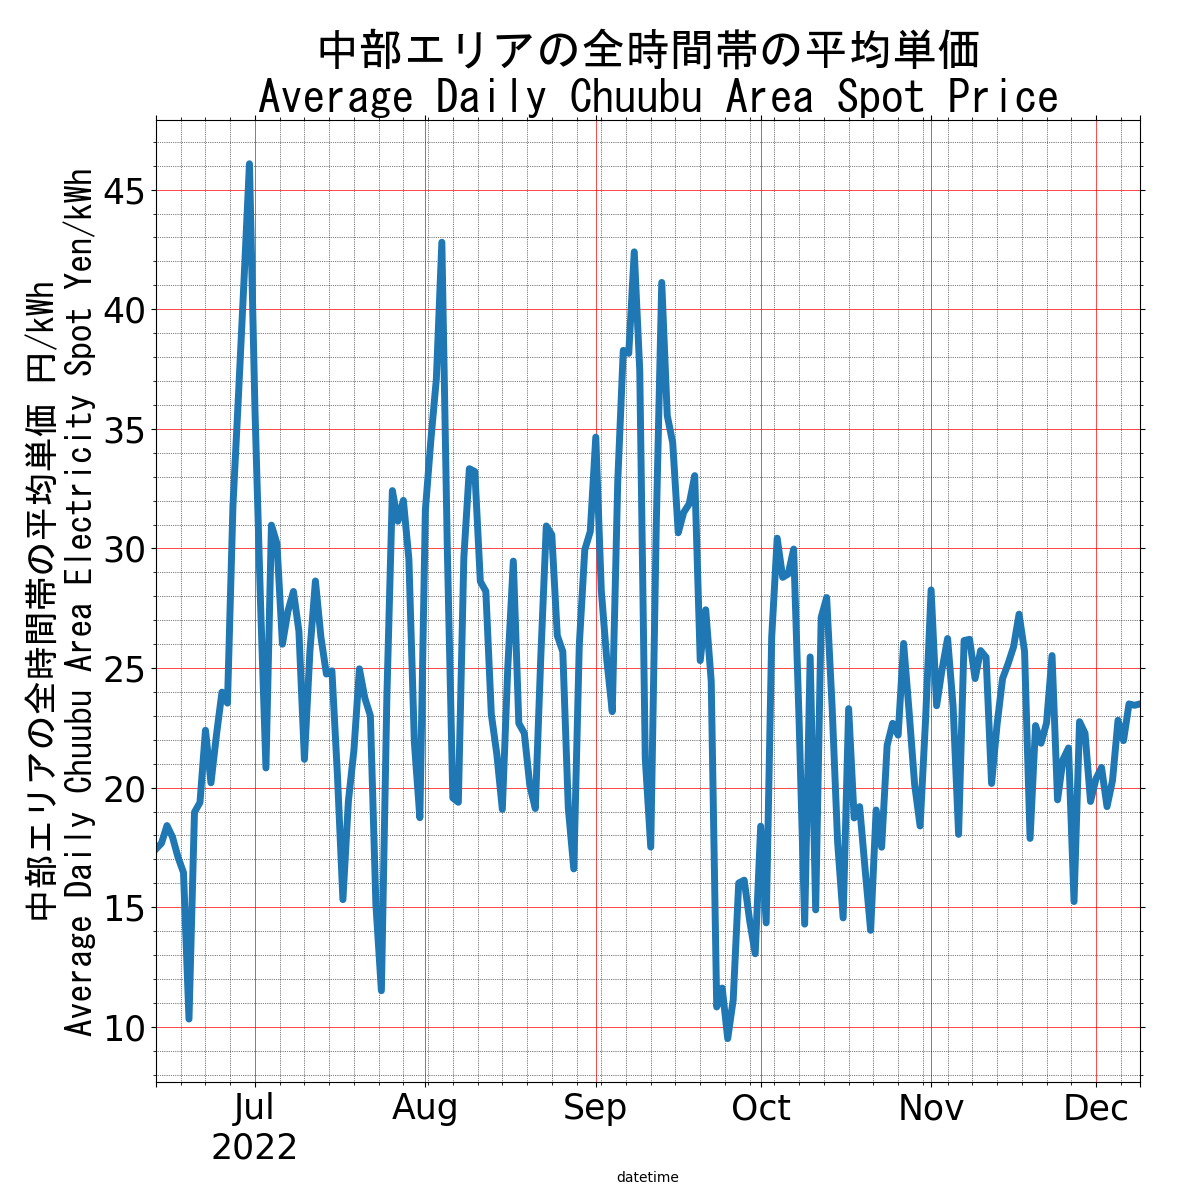 中部エリアの全時間帯の平均単価
Average Daily Chuubu Area Spot Price
中部エリアの全時間帯の平均単価 円/kWh
Average Daily Chuubu Area Electricity Spot Yen/kWh
45
40
35
30
25
20
15
10
Jul
2022
Aug
Sep
Oct
Nov
Dec
datetime